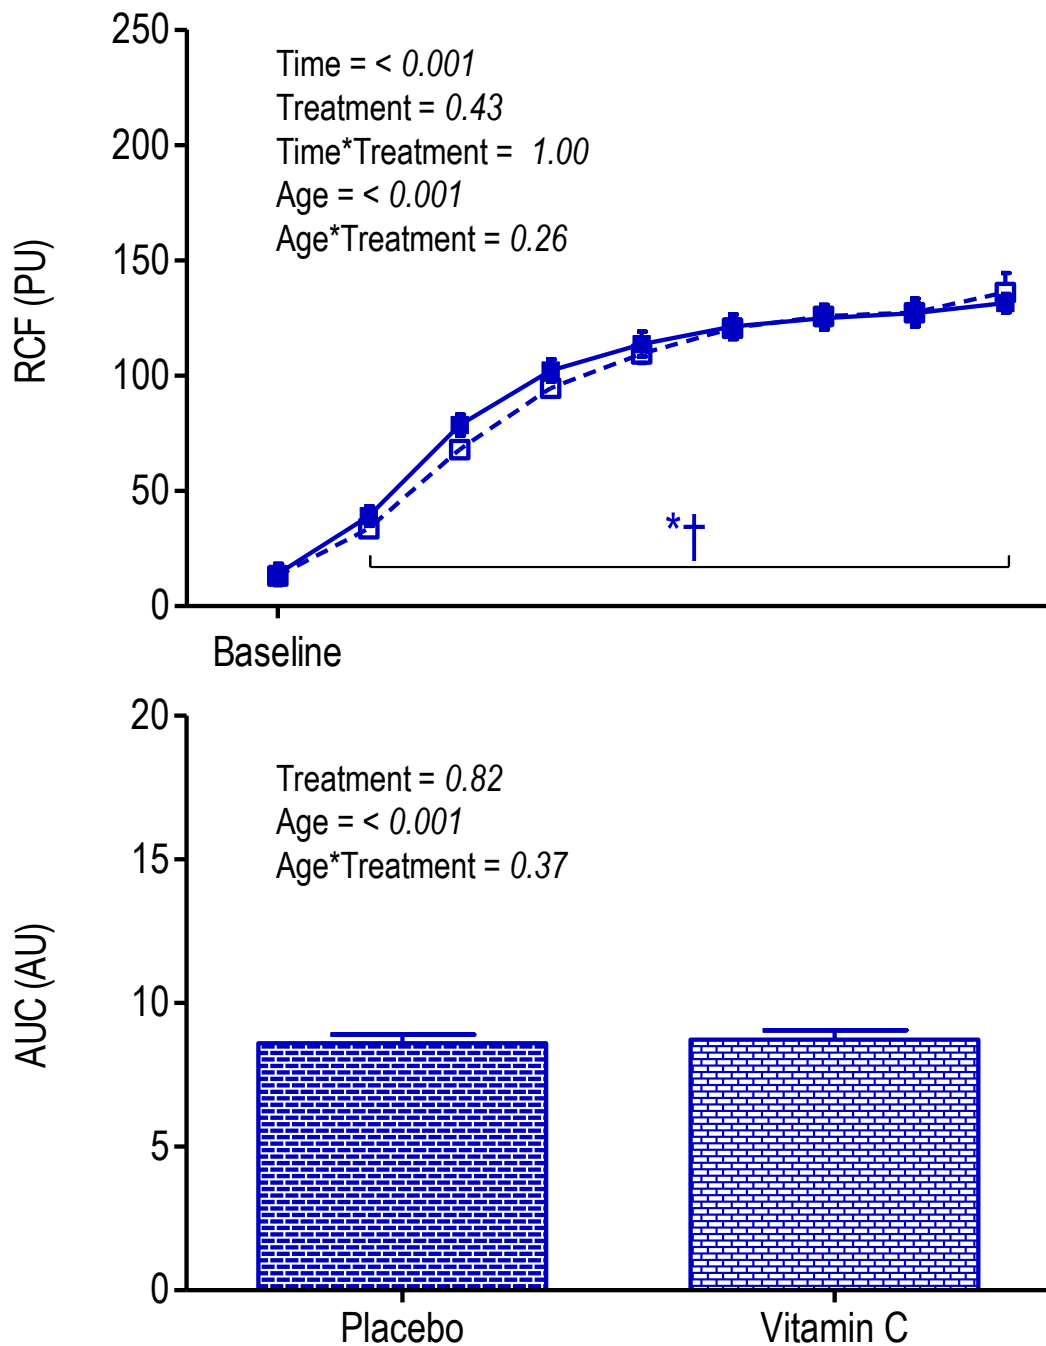 250
Time = < 0.001
Treatment = 0.43
200
Time*Treatment = 1.00
Age = < 0.001
Age*Treatment = 0.26
150
RCF (PU)
100
50
*†
0
Baseline
20
Treatment = 0.82
Age = < 0.001
15
Age*Treatment = 0.37
AUC (AU)
10
5
0
Placebo
Vitamin C